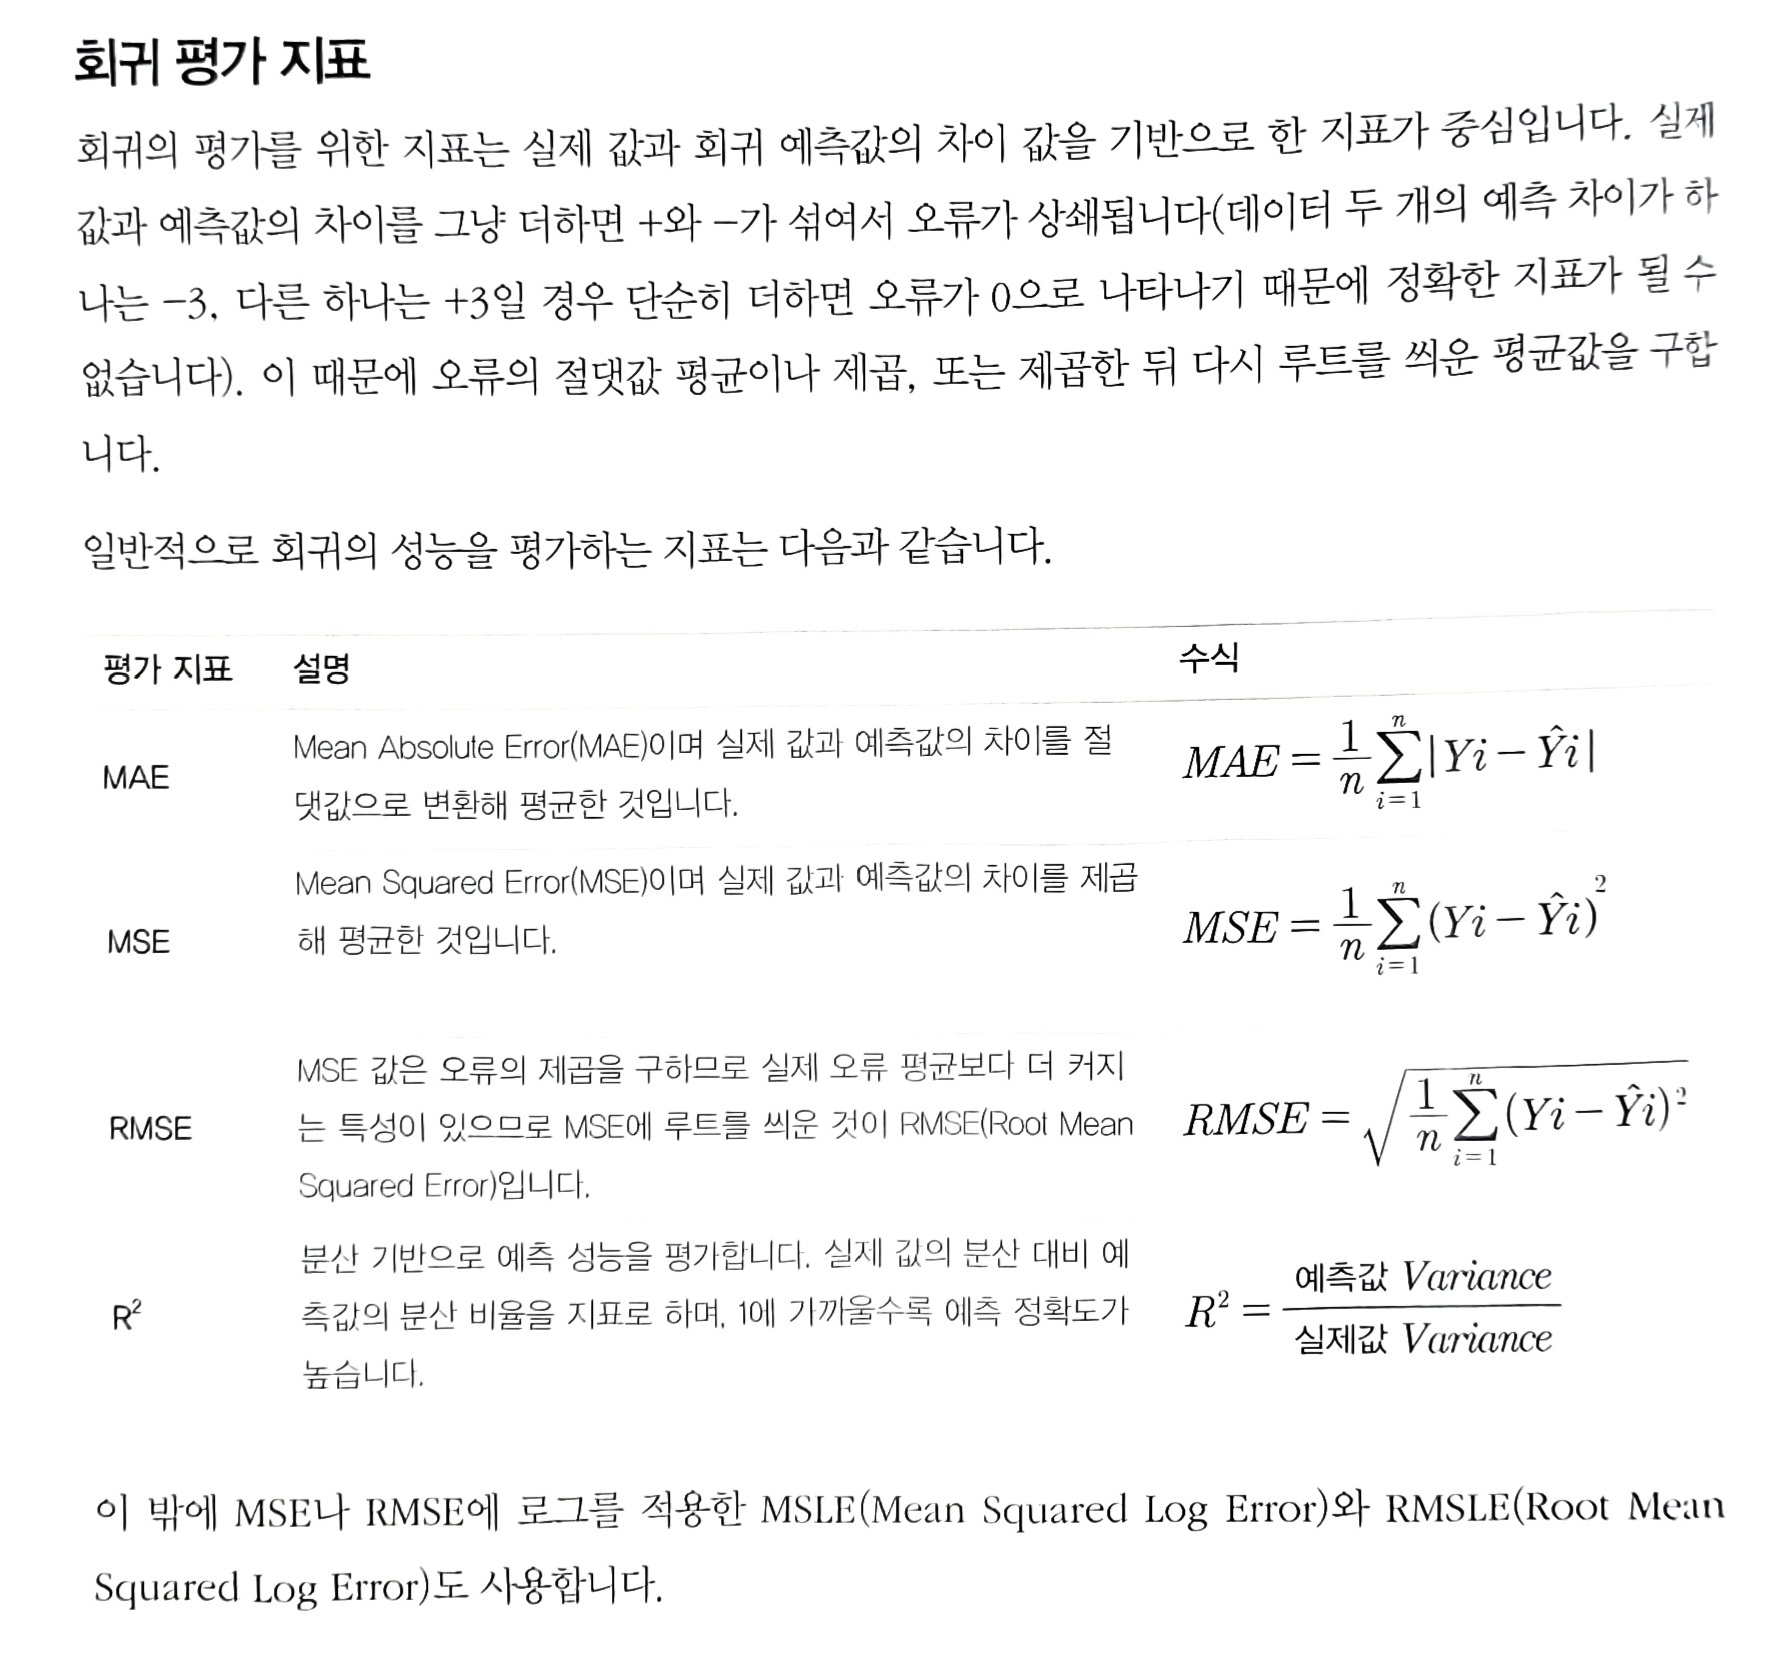 회귀 평가 지표
회귀의 평가를 위한 지표는 실제 값과 회귀 예측값의 차이 값을 기반으로 한 지표가 중심입니다. 실제
값과 예측값의 차이를 그냥 더하면 +와 −가 섞여서 오류가 상쇄됩니다(데이터 두 개의 예측 차이가 하
나는 −3, 다른 하나는 +3일 경우 단순히 더하면 오류가 0으로 나타나기 때문에 정확한 지표가 될 수
없습니다). 이 때문에 오류의 절댓값 평균이나 제곱, 또는 제곱한 뒤 다시 루트를 씌운 평균값을 구합
니다.
일반적으로 회귀의 성능을 평가하는 지표는 다음과 같습니다.
평가 지표 설명 수식
MAE
Mean Absolute Error(MAE)이며 실제 값과 예측값의 차이를 절
댓값으로 변환해 평균한 것입니다.
MAE = 1/n ∑_{i=1}^{n} |Yi − Ŷi|
MSE
Mean Squared Error(MSE)이며 실제 값과 예측값의 차이를 제곱
해 평균한 것입니다.
MSE = 1/n ∑_{i=1}^{n} (Yi − Ŷi)²
RMSE
MSE 값은 오류의 제곱을 구하므로 실제 오류 평균보다 더 커지
는 특성이 있으므로 MSE에 루트를 씌운 것이 RMSE(Root Mean
Squared Error)입니다.
RMSE = √(1/n ∑_{i=1}^{n} (Yi − Ŷi)²)
R²
분산 기반으로 예측 성능을 평가합니다. 실제 값의 분산 대비 예
측값의 분산 비율을 지표로 하며, 1에 가까울수록 예측 정확도가
높습니다.
R² = 예측값 Variance / 실제값 Variance
이 밖에 MSE나 RMSE에 로그를 적용한 MSLE(Mean Squared Log Error)와 RMSLE(Root Mean
Squared Log Error)도 사용합니다.